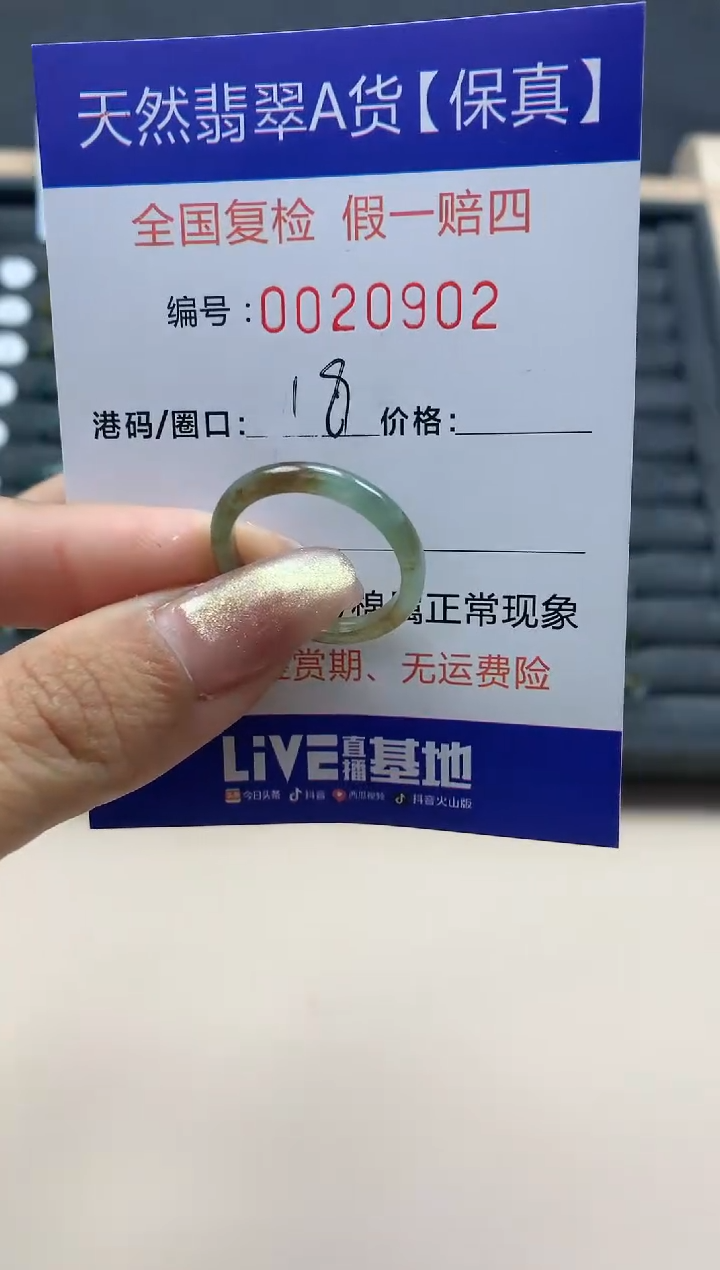 天然翡翠A货【保真】
全国复检 假一赔四
编号：0020902
港码/圈口: 18 价格:
棉属正常现象
赏期、无运费险
LiVE直播基地
今日头条 抖音 西瓜视频 抖音火山版